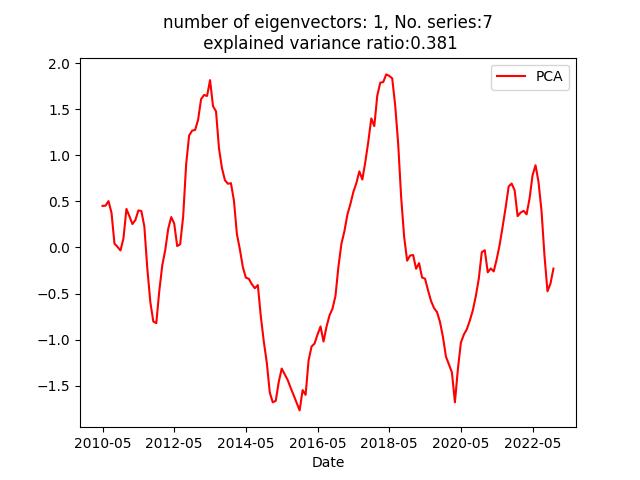 number of eigenvectors: 1, No. series:7
explained variance ratio:0.381
PCA
2.0
1.5
1.0
0.5
0.0
−0.5
−1.0
−1.5
2010-05 2012-05 2014-05 2016-05 2018-05 2020-05 2022-05
Date